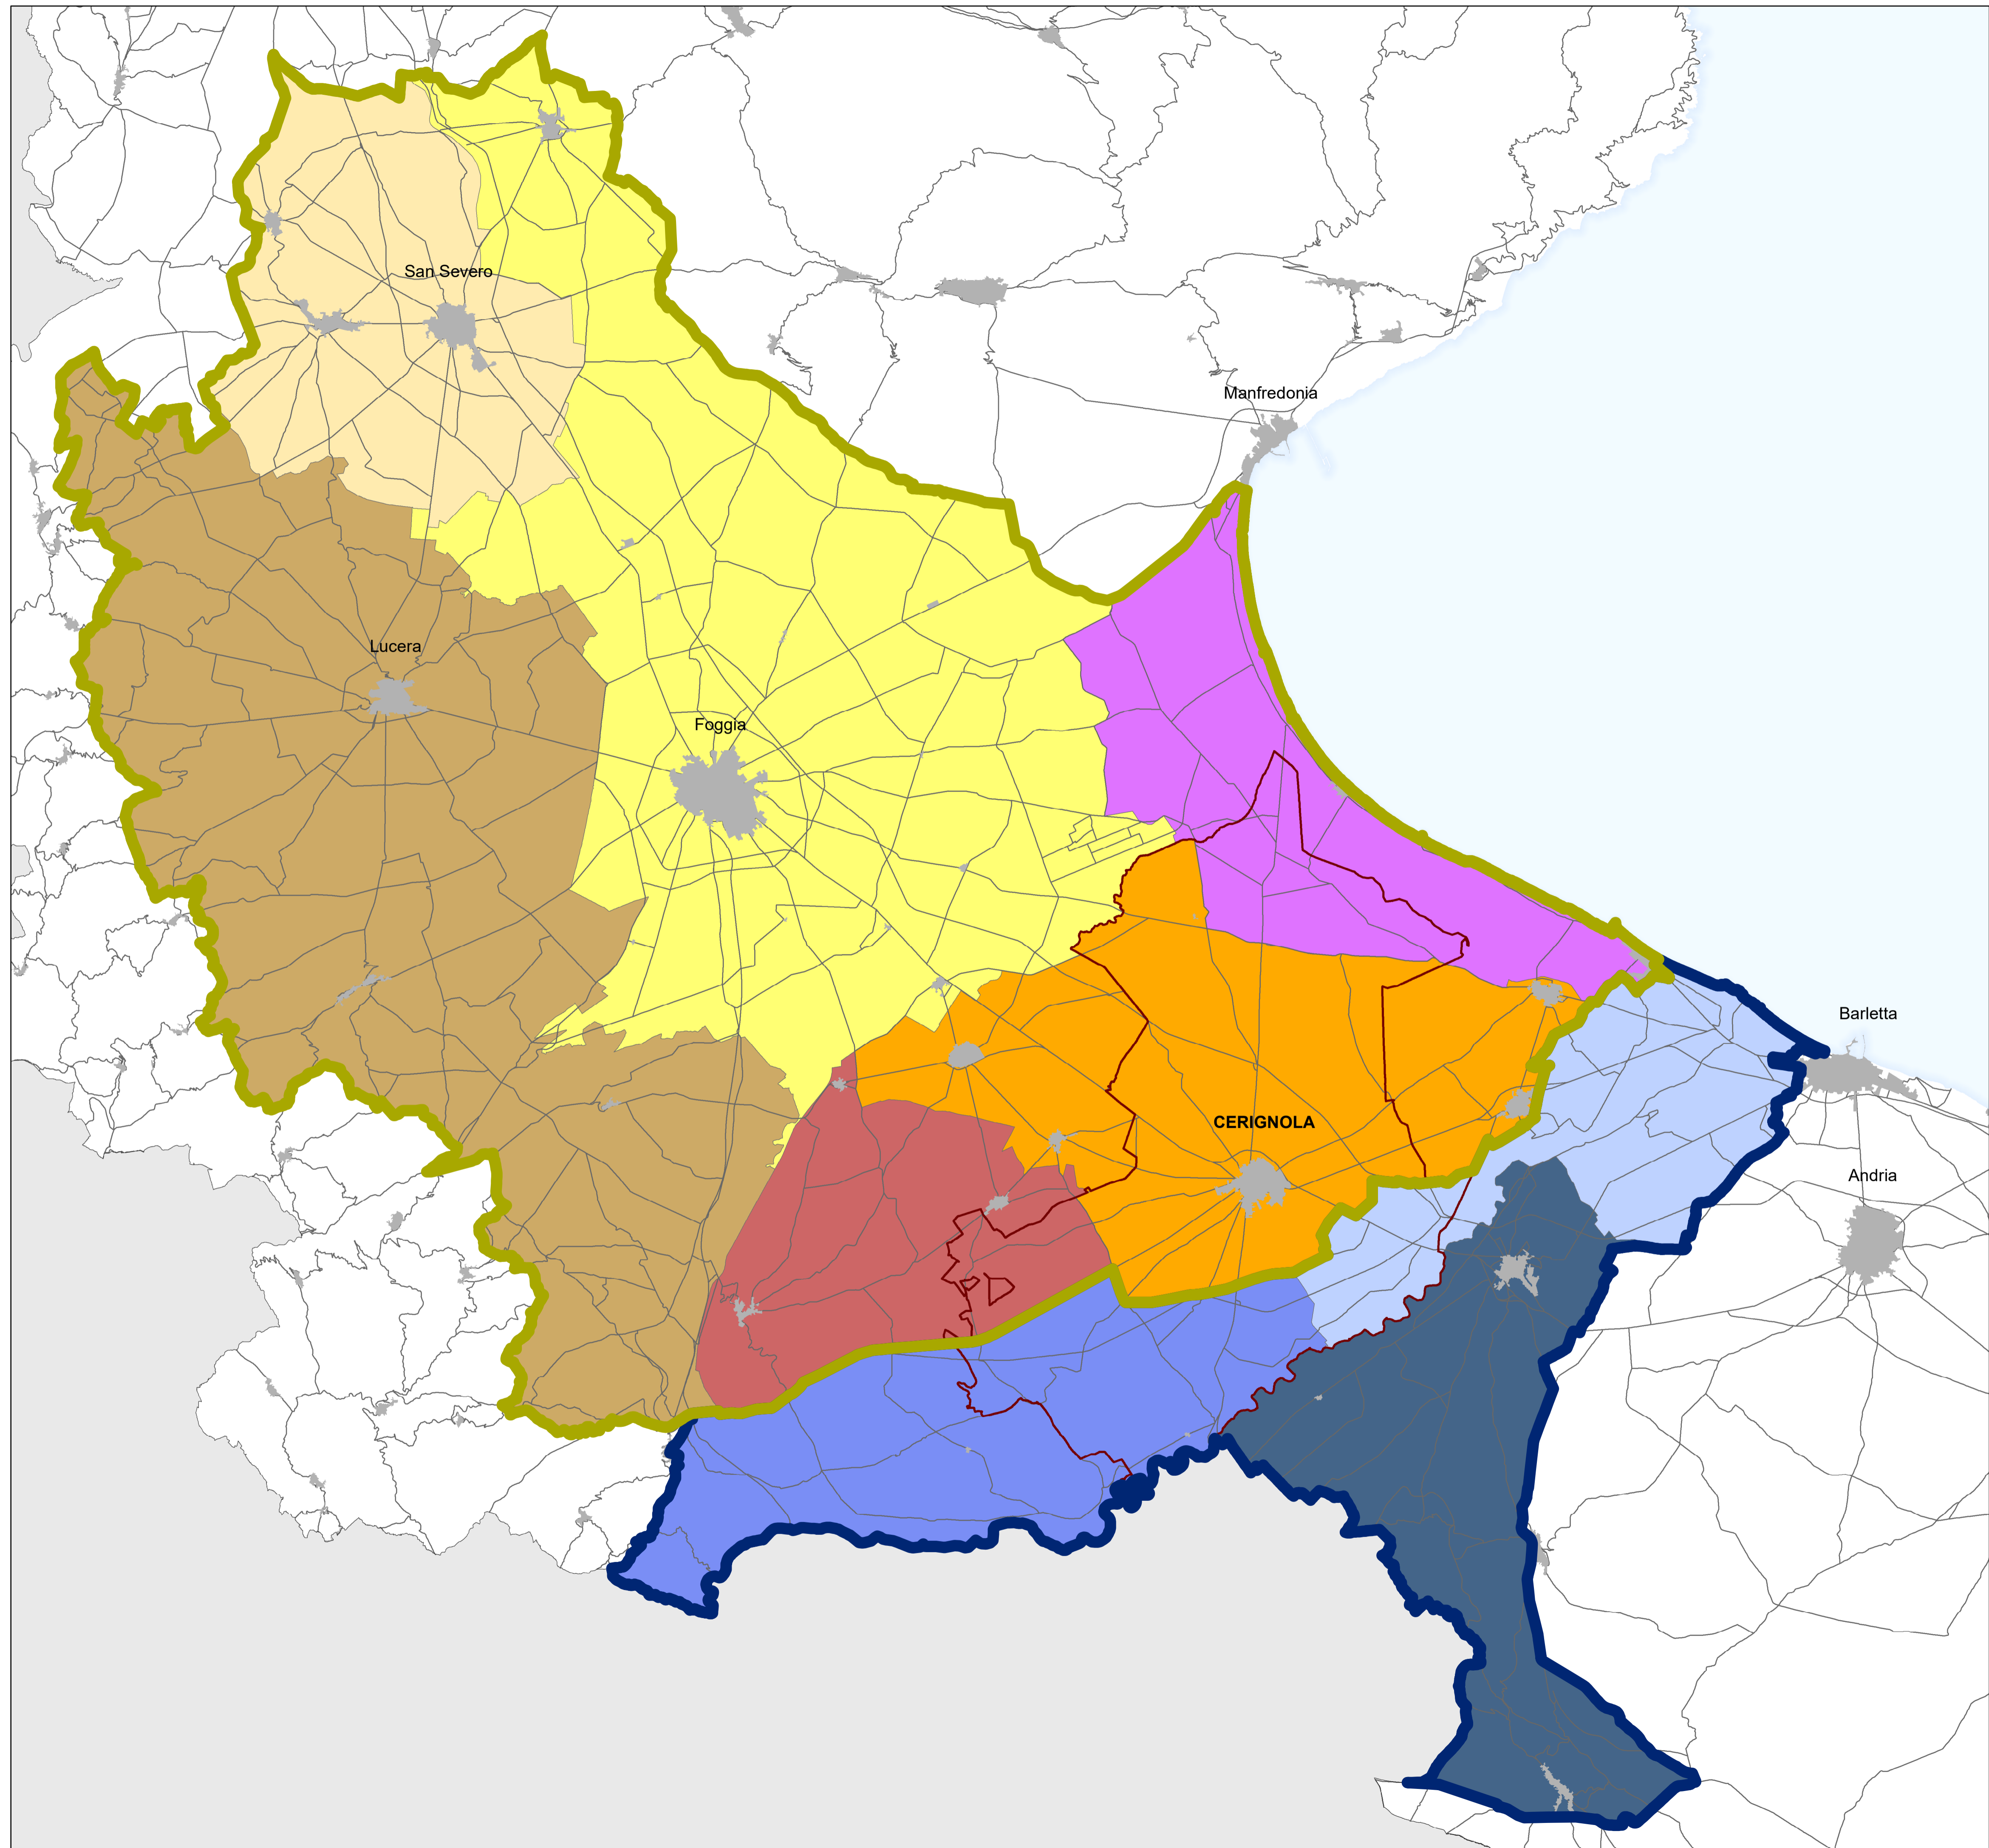 San Severo
Manfredonia
Lucera
Foggia
Barletta
CERIGNOLA
Andria